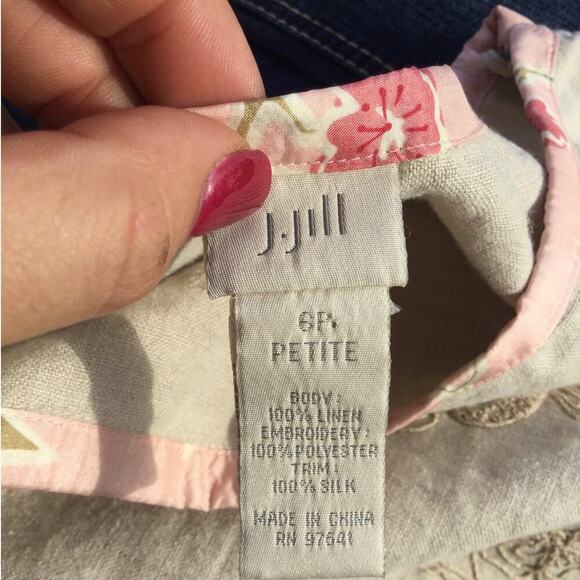 J.Jill
6P.
PETITE
BODY:
100% LINEN
EMBROIDERY:
100% POLYESTER
TRIM:
100% SILK
MADE IN CHINA
RN 97641